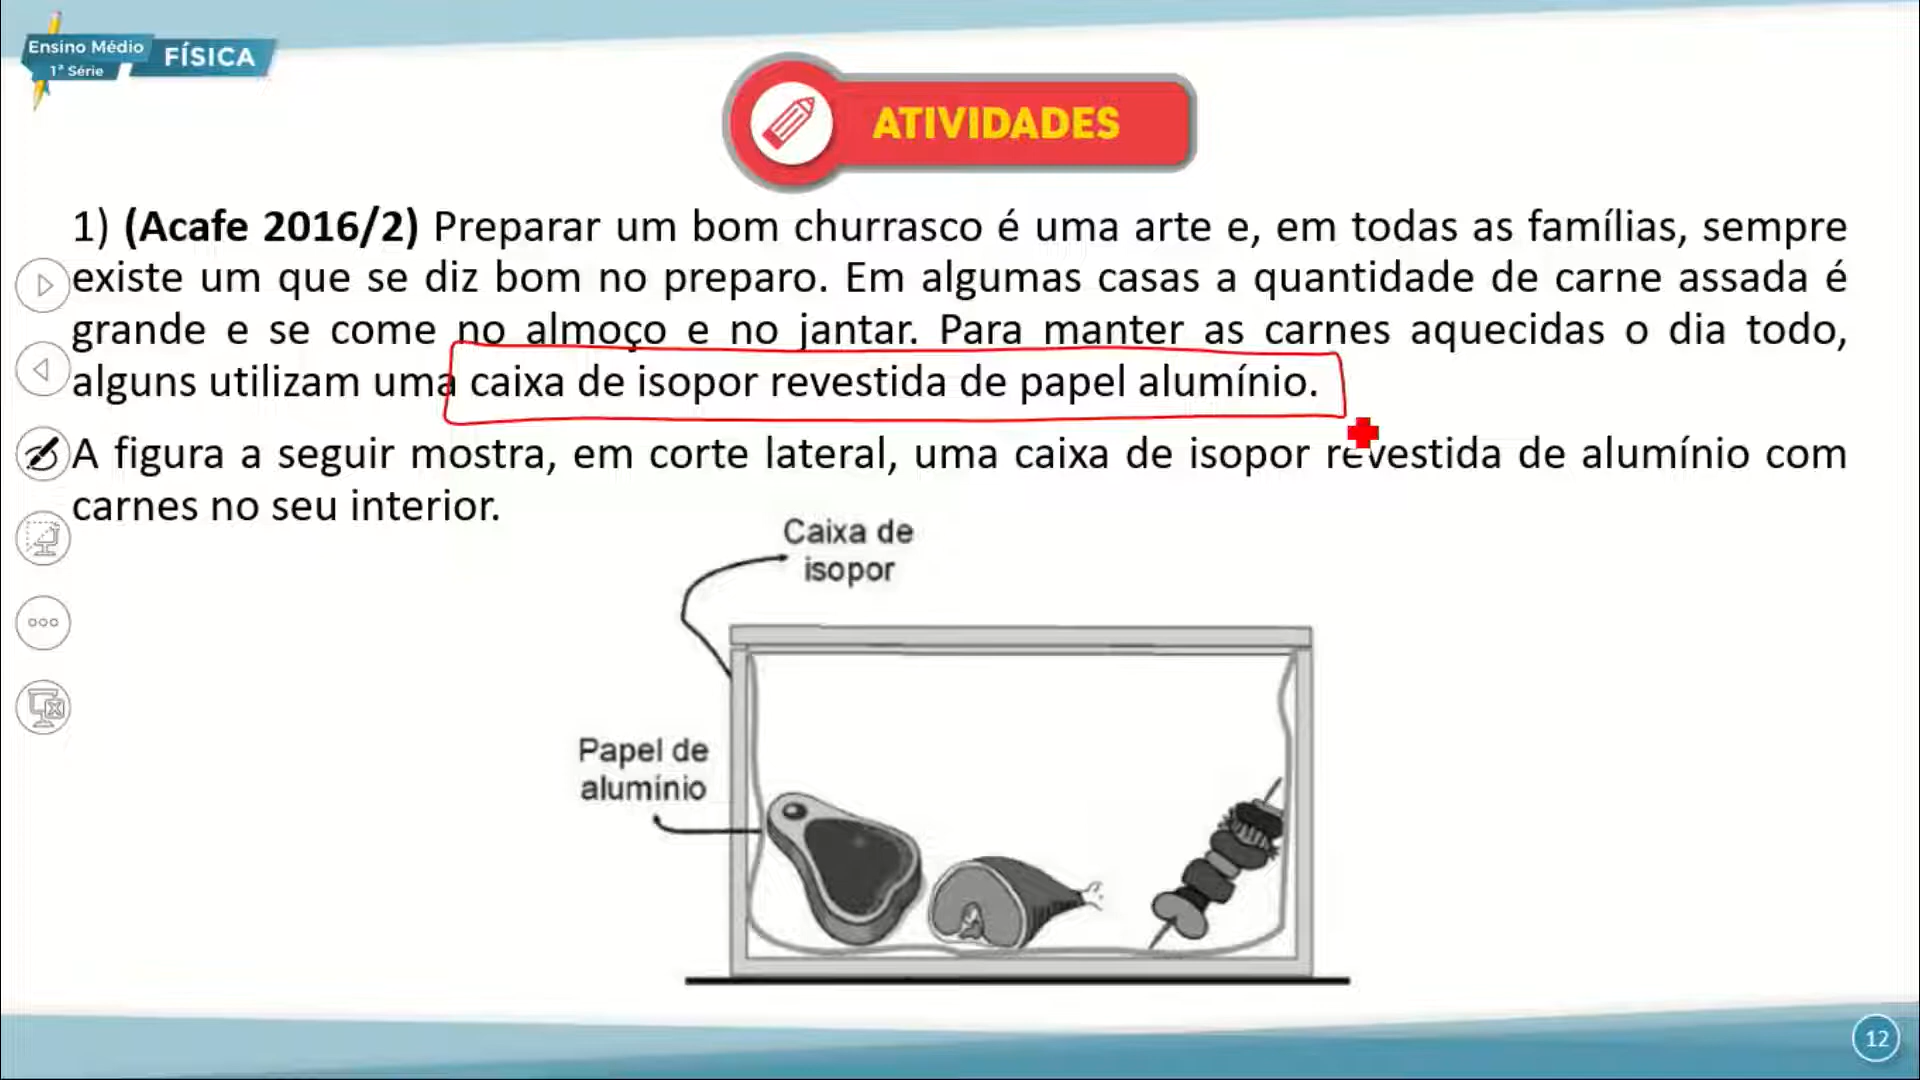 Ensino Médio
1ª Série
FÍSICA
ATIVIDADES
1) (Acafe 2016/2) Preparar um bom churrasco é uma arte e, em todas as famílias, sempre
existe um que se diz bom no preparo. Em algumas casas a quantidade de carne assada é
grande e se come no almoço e no jantar. Para manter as carnes aquecidas o dia todo,
alguns utilizam uma caixa de isopor revestida de papel alumínio.
A figura a seguir mostra, em corte lateral, uma caixa de isopor revestida de alumínio com
carnes no seu interior.
Caixa de
isopor
Papel de
alumínio
12